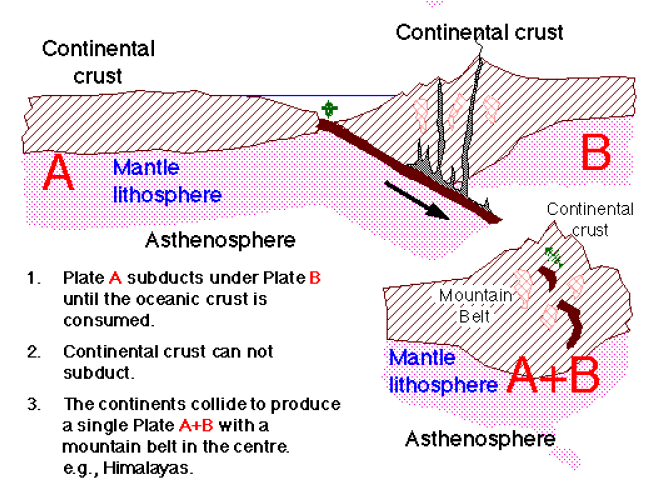 Continental crust
Continental
crust
A
B
Mantle
lithosphere
Asthenosphere
Continental
crust
Mountain
Belt
Mantle
lithosphere
A+B
Asthenosphere
1. Plate A subducts under Plate B
until the oceanic crust is
consumed.
2. Continental crust can not
subduct.
3. The continents collide to produce
a single Plate A+B with a
mountain belt in the centre.
e.g., Himalayas.